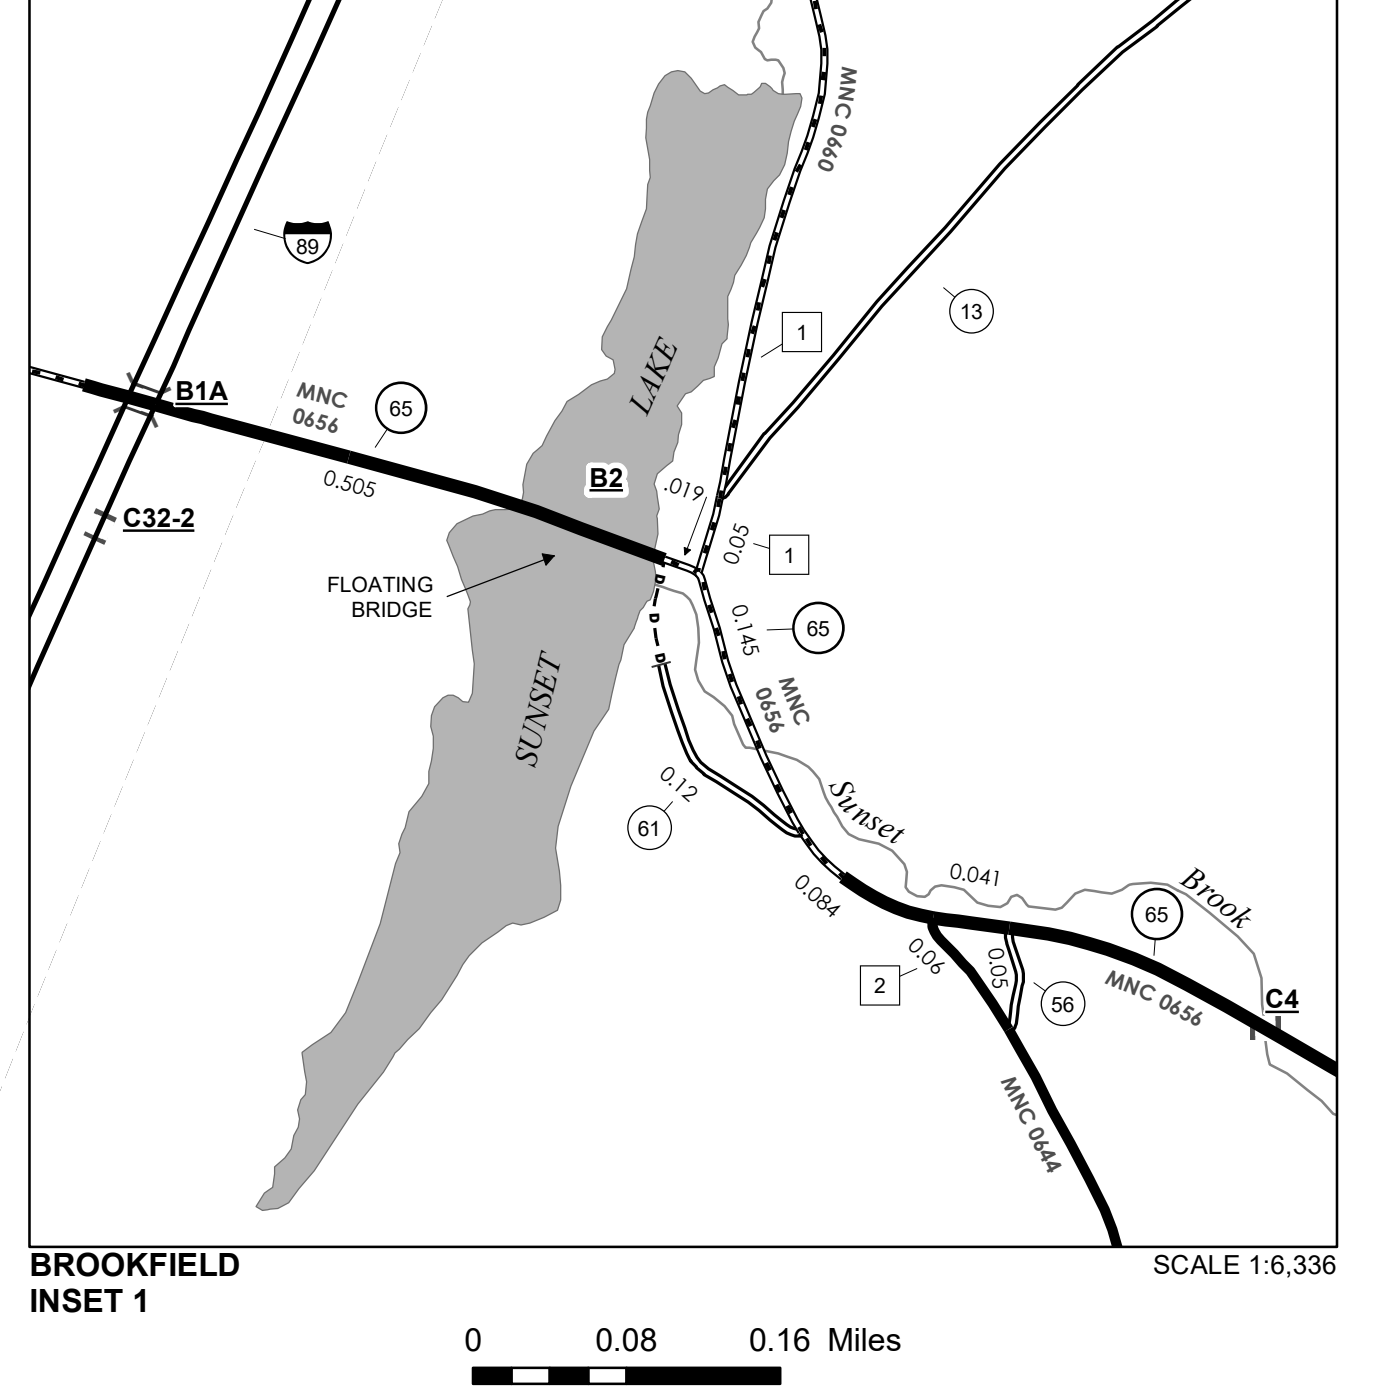 MNC 0660
89
13
1
B1A
MNC
0656
65
LAKE
0.505
B2
.019
C32-2
0.05
1
FLOATING
BRIDGE
D
D
D
0.145
65
SUNSET
MNC
0656
0.12
61
Sunset
0.084
0.041
Brook
65
0.06
0.05
2
56
MNC 0656
C4
MNC 0644
BROOKFIELD
INSET 1
SCALE 1:6,336
0 0.08 0.16 Miles